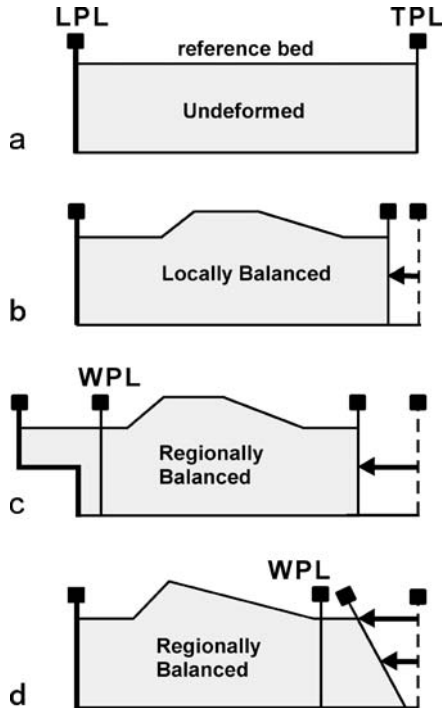 LPL TPL
reference bed
Undeformed
a
Locally Balanced
b
WPL
Regionally
Balanced
c
WPL
Regionally
Balanced
d